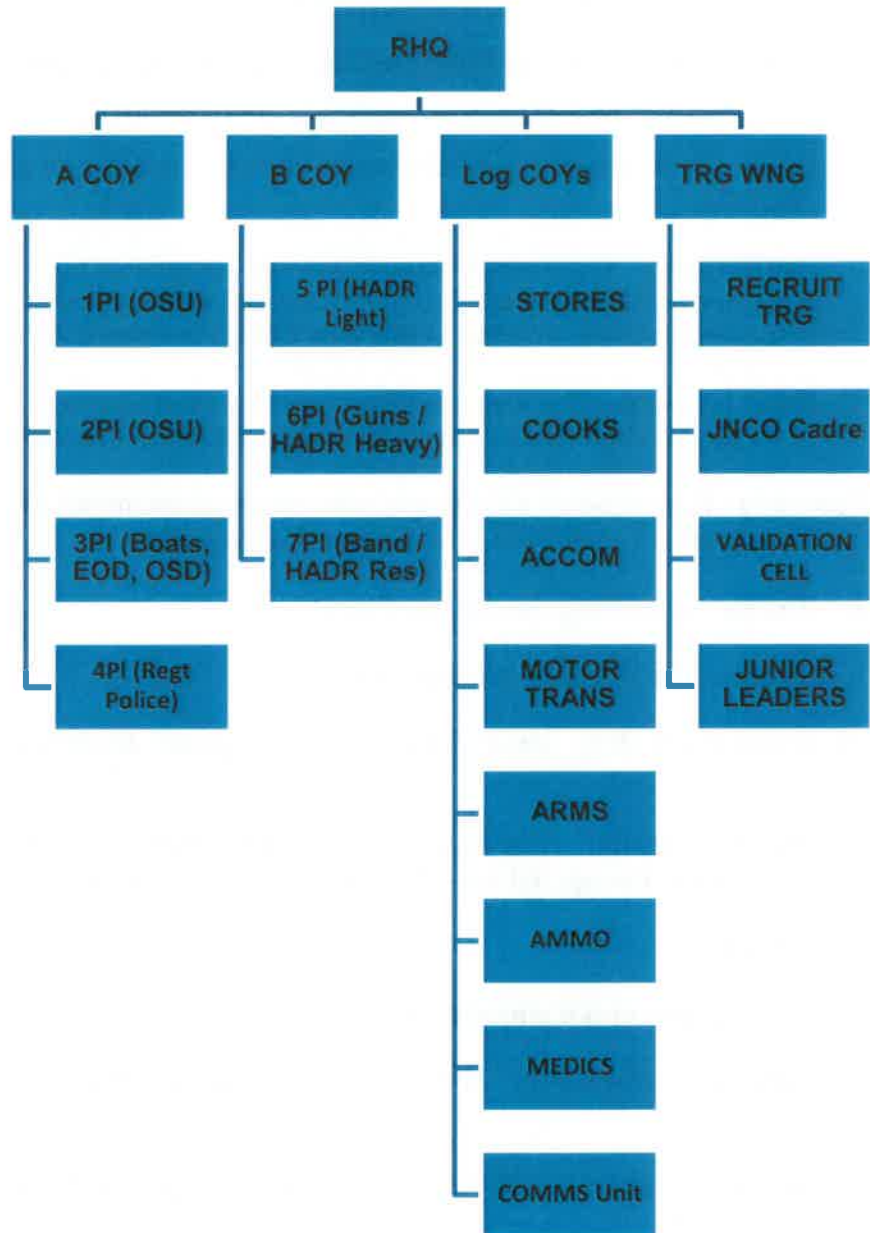 RHQ
A COY
B COY
Log COYs
TRG WNG
1Pl (OSU)
5 Pl (HADR
Light)
STORES
RECRUIT
TRG
2Pl (OSU)
6Pl (Guns /
HADR Heavy)
COOKS
JNCO Cadre
3Pl (Boats,
EOD, OSD)
7Pl (Band /
HADR Res)
ACCOM
VALIDATION
CELL
4Pl (Regt
Police)
MOTOR
TRANS
JUNIOR
LEADERS
ARMS
AMMO
MEDICS
COMMS Unit